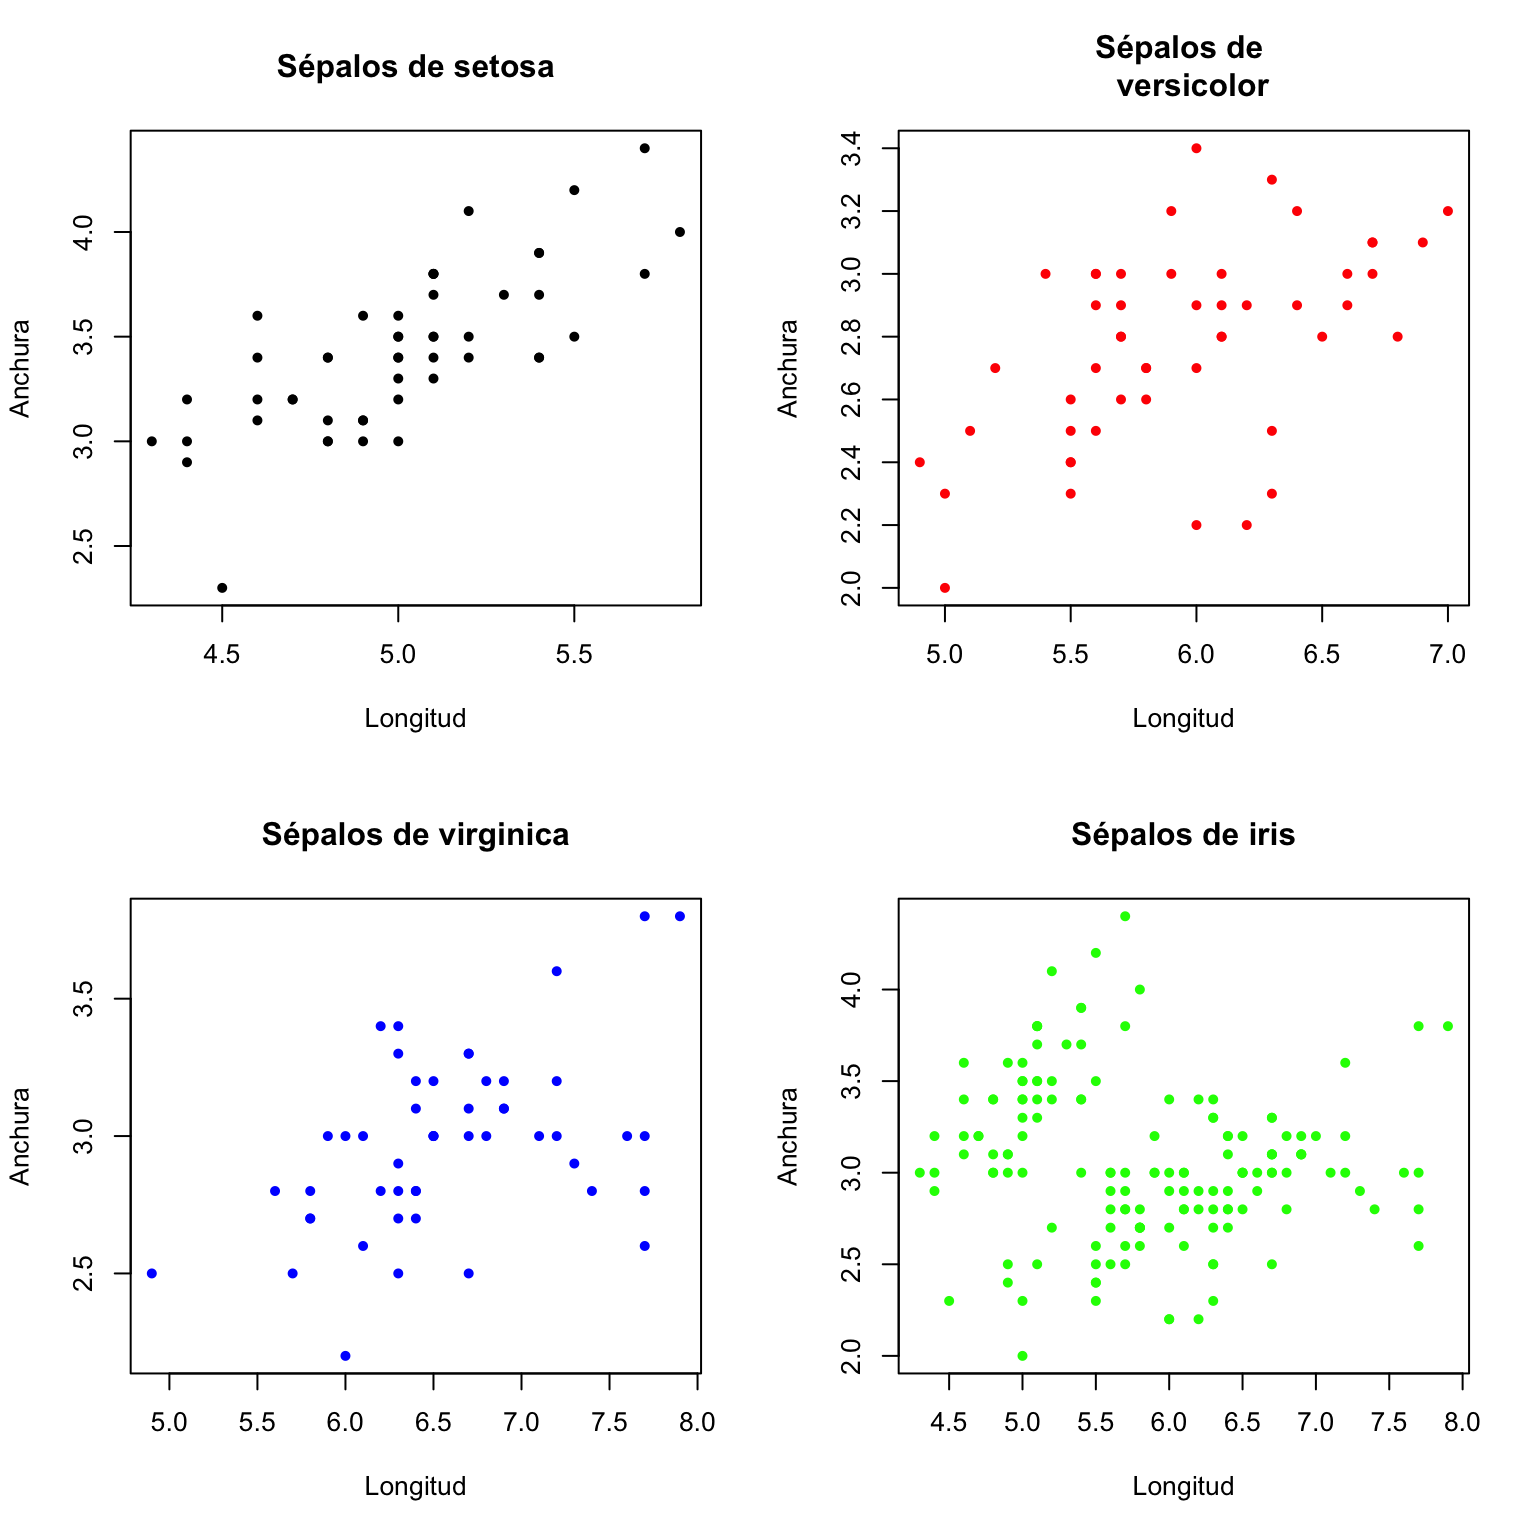 Sépalos de setosa
Anchura
4.0
3.5
3.0
2.5
4.5 5.0 5.5
Longitud
Sépalos de
versicolor
Anchura
3.4
3.2
3.0
2.8
2.6
2.4
2.2
2.0
5.0 5.5 6.0 6.5 7.0
Longitud
Sépalos de virginica
Anchura
3.5
3.0
2.5
5.0 5.5 6.0 6.5 7.0 7.5 8.0
Longitud
Sépalos de iris
Anchura
4.0
3.5
3.0
2.5
2.0
4.5 5.0 5.5 6.0 6.5 7.0 7.5 8.0
Longitud